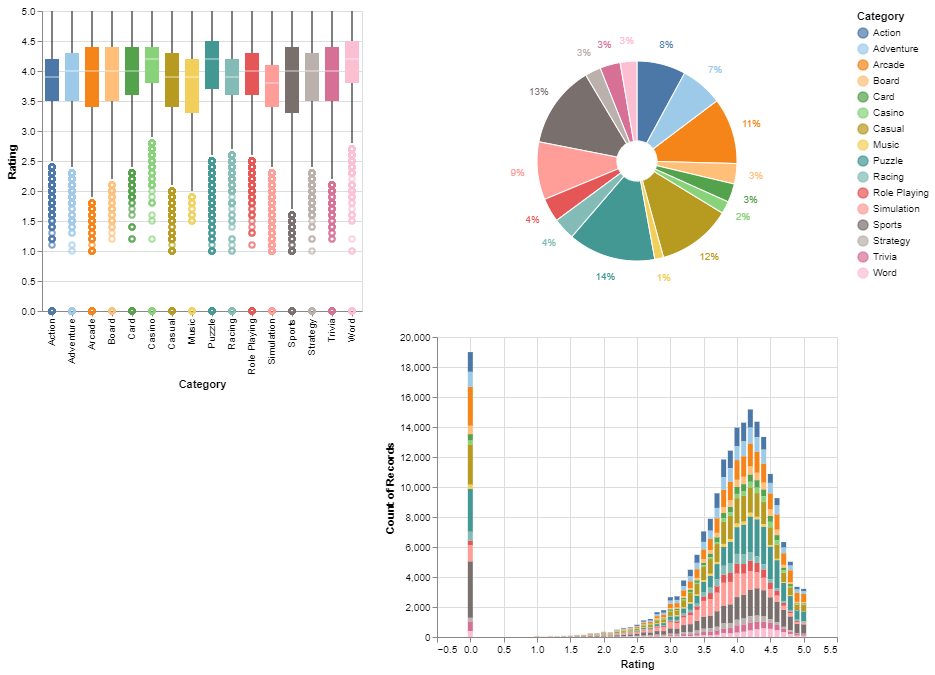 5.0
4.5
4.0
3.5
3.0
2.5
2.0
1.5
1.0
0.5
0.0
Rating
Action
Adventure
Arcade
Board
Card
Casino
Casual
Music
Puzzle
Racing
Role Playing
Simulation
Sports
Strategy
Trivia
Word
Category
8%
7%
11%
3%
3%
2%
12%
1%
14%
4%
4%
9%
13%
3%
3%
3%
Category
Action
Adventure
Arcade
Board
Card
Casino
Casual
Music
Puzzle
Racing
Role Playing
Simulation
Sports
Strategy
Trivia
Word
20,000
18,000
16,000
14,000
12,000
10,000
8,000
6,000
4,000
2,000
0
Count of Records
−0.5 0.0 0.5 1.0 1.5 2.0 2.5 3.0 3.5 4.0 4.5 5.0 5.5
Rating